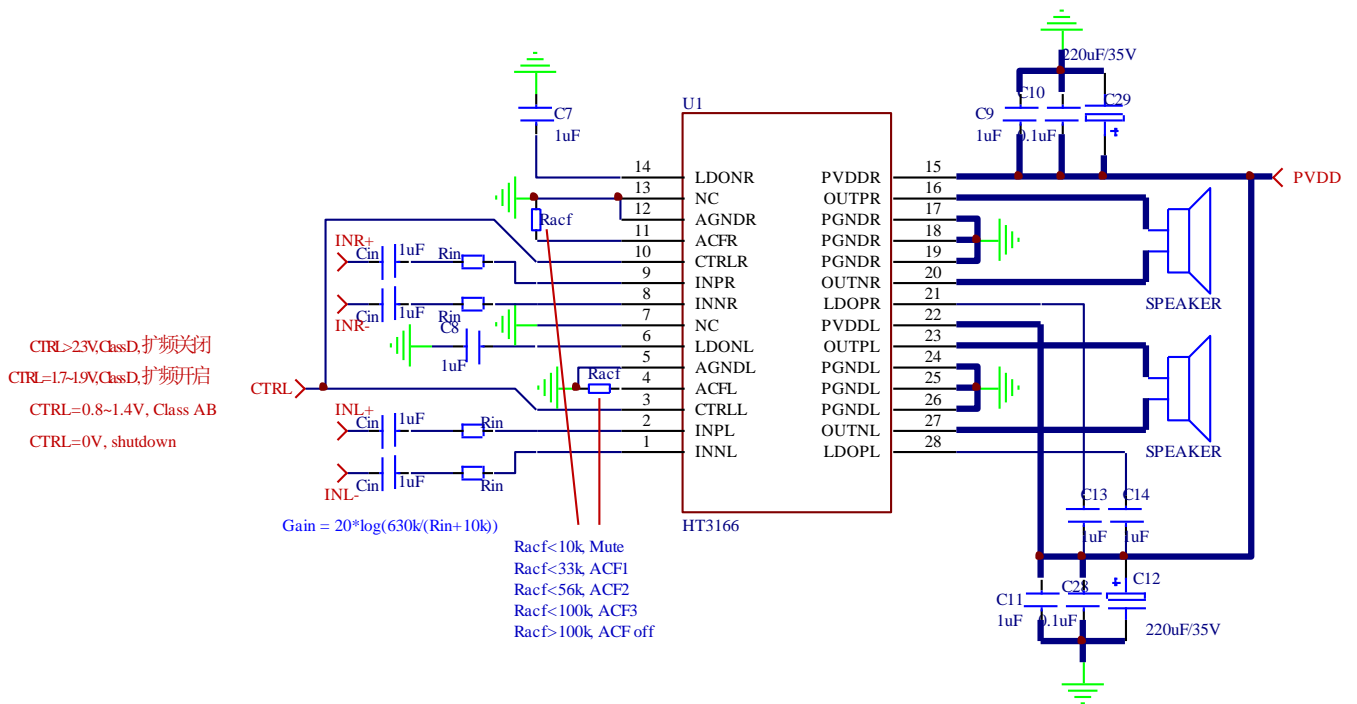 220uF/35V
C10
C29
C9
1uF
0.1uF
C7
1uF
U1
14 LDONR PVDDR 15
PVDD
13 NC OUTPR 16
12 AGNDR PGNDR 17
Racf
11 ACFR PGNDR 18
INR+
10 CTRLR PGNDR 19
Cin 1uF Rin
9 INPR OUTNR 20
8 INNR LDOPR 21
SPEAKER
INR-
Cin 1uF Rin
7 NC PVDDL 22
C8
1uF
6 LDONL OUTPL 23
5 AGNDL PGNDL 24
Racf
4 ACFL PGNDL 25
3 CTRLL PGNDL 26
2 INPL OUTNL 27
1 INNL LDOPL 28
SPEAKER
CTRL>2.3V,ClassD,扩频关闭
CTRL=1.7~1.9V,ClassD,扩频开启
CTRL=0.8~1.4V, Class AB
CTRL=0V, shutdown
CTRL
INL+
Cin 1uF Rin
INL-
Cin 1uF Rin
Gain = 20*log(630k/(Rin+10k))
HT3166
Racf<10k, Mute
Racf<33k, ACF1
Racf<56k, ACF2
Racf<100k, ACF3
Racf>100k, ACF off
C13 C14
1uF 1uF
C11 C28 C12
1uF 0.1uF
220uF/35V